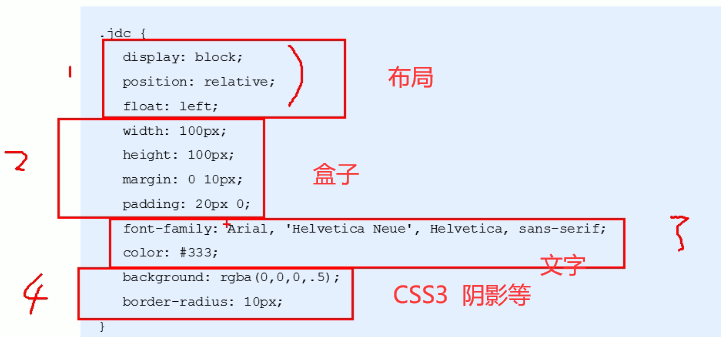 .jdc {
1
display: block;
position: relative;
float: left;
布局
2
width: 100px;
height: 100px;
margin: 0 10px;
padding: 20px 0;
盒子
font-family: Arial, 'Helvetica Neue', Helvetica, sans-serif;
color: #333;
3
文字
4
background: rgba(0,0,0,.5);
border-radius: 10px;
CSS3 阴影等
}